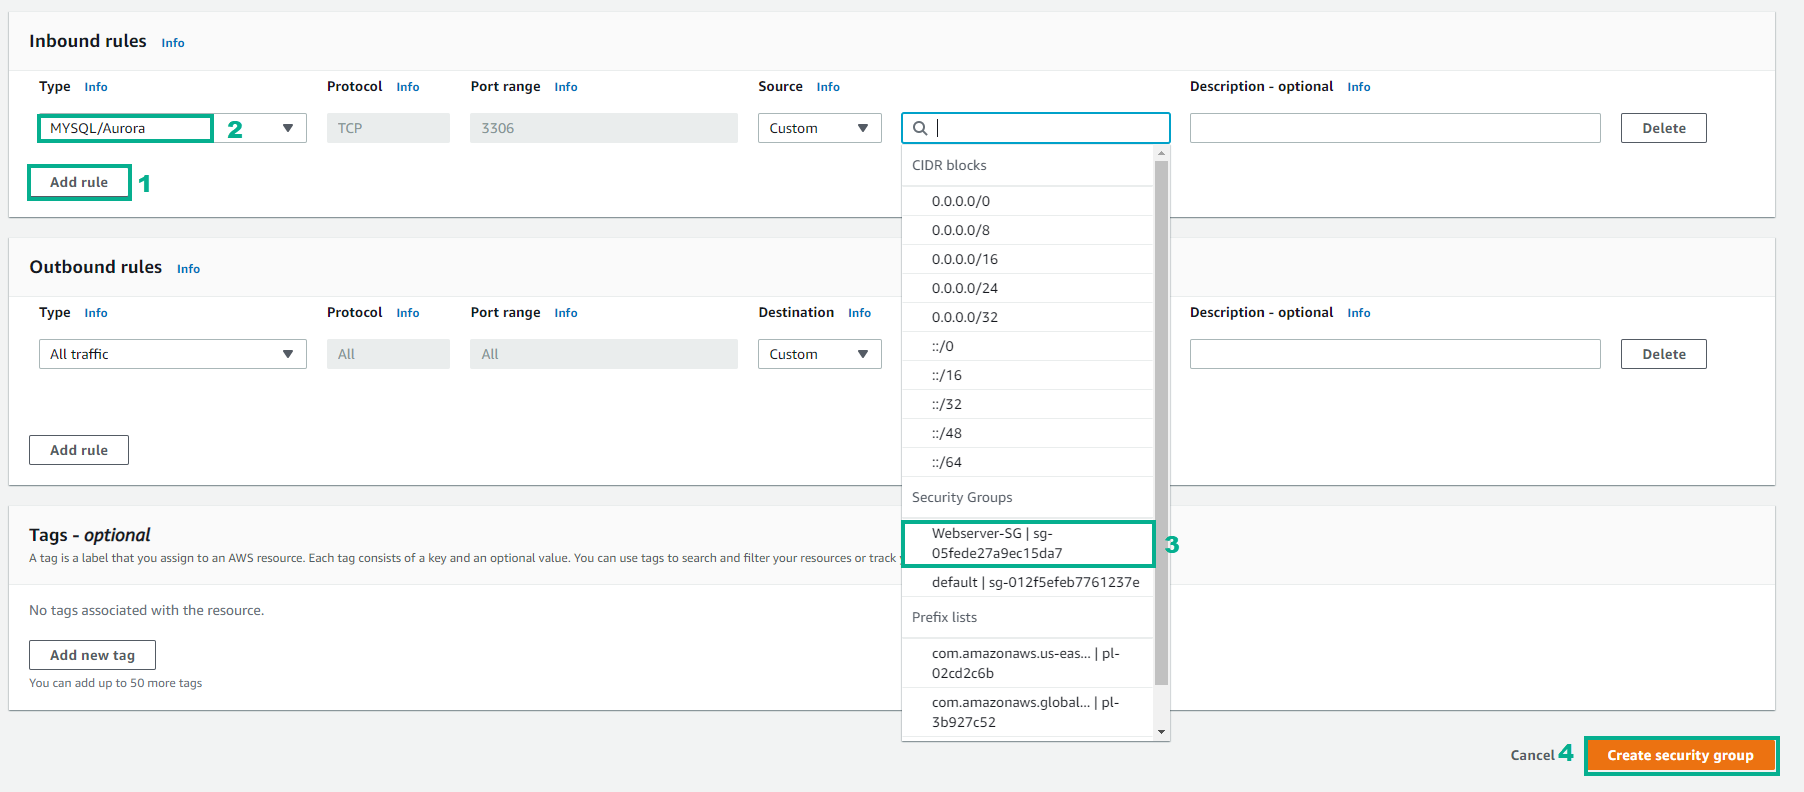 Inbound rules Info
Type Info Protocol Info Port range Info Source Info Description - optional Info
MYSQL/Aurora 2 TCP 3306 Custom Delete
Add rule 1
CIDR blocks
0.0.0.0/0
0.0.0.0/8
0.0.0.0/16
0.0.0.0/24
0.0.0.0/32
::/0
::/16
::/32
::/48
::/64
Security Groups
Webserver-SG | sg-
05fede27a9ec15da7
3
default | sg-012f5efeb7761237e
Prefix lists
com.amazonaws.us-eas... | pl-
02cd2c6b
com.amazonaws.global... | pl-
3b927c52
Outbound rules Info
Type Info Protocol Info Port range Info Destination Info Description - optional Info
All traffic All All Custom Delete
Add rule
Tags - optional
A tag is a label that you assign to an AWS resource. Each tag consists of a key and an optional value. You can use tags to search and filter your resources or track
No tags associated with the resource.
Add new tag
You can add up to 50 more tags
Cancel 4 Create security group